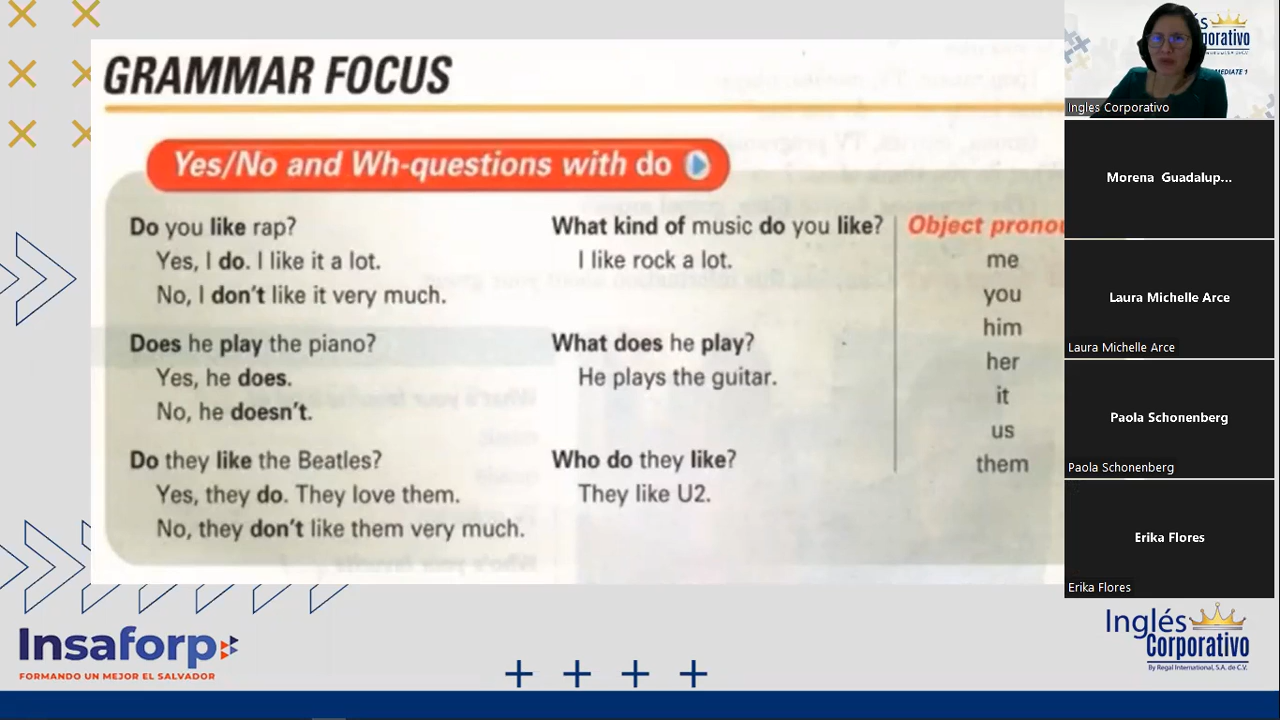 GRAMMAR FOCUS
Yes/No and Wh-questions with do
Do you like rap?
Yes, I do. I like it a lot.
No, I don't like it very much.
Does he play the piano?
Yes, he does.
No, he doesn't.
Do they like the Beatles?
Yes, they do. They love them.
No, they don't like them very much.
What kind of music do you like?
I like rock a lot.
What does he play?
He plays the guitar.
Who do they like?
They like U2.
Object pronou
me
you
him
her
it
us
them
Inglés Corporativo
Morena Guadalup...
Laura Michelle Arce
Laura Michelle Arce
Paola Schonenberg
Paola Schonenberg
Erika Flores
Erika Flores
Insaforp
FORMANDO UN MEJOR EL SALVADOR
Inglés
Corporativo
By Regal International, S.A. de C.V.